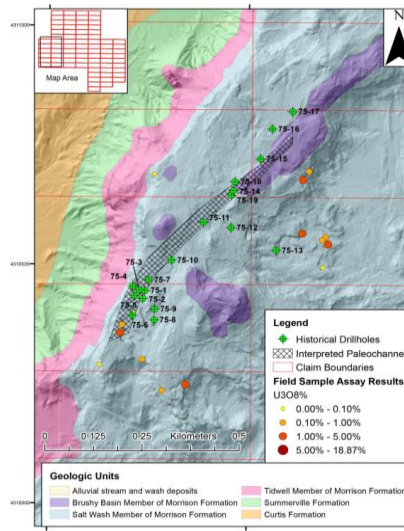 N
Map Area
4311000
4310500
4310000
75-17
75-16
75-15
75-18
75-14
75-19
75-11
75-12
75-13
75-10
75-3
75-4
75-7
75-1
75-2
75-5
75-9
75-6
75-8
0 0.125 0.25 Kilometers 0.5
Legend
Historical Drillholes
Interpreted Paleochanne
Claim Boundaries
Field Sample Assay Results
U3O8%
0.00% - 0.10%
0.10% - 1.00%
1.00% - 5.00%
5.00% - 18.87%
Geologic Units
Alluvial stream and wash deposits
Brushy Basin Member of Morrison Formation
Salt Wash Member of Morrison Formation
Tidwell Member of Morrison Formation
Summerville Formation
Curtis Formation